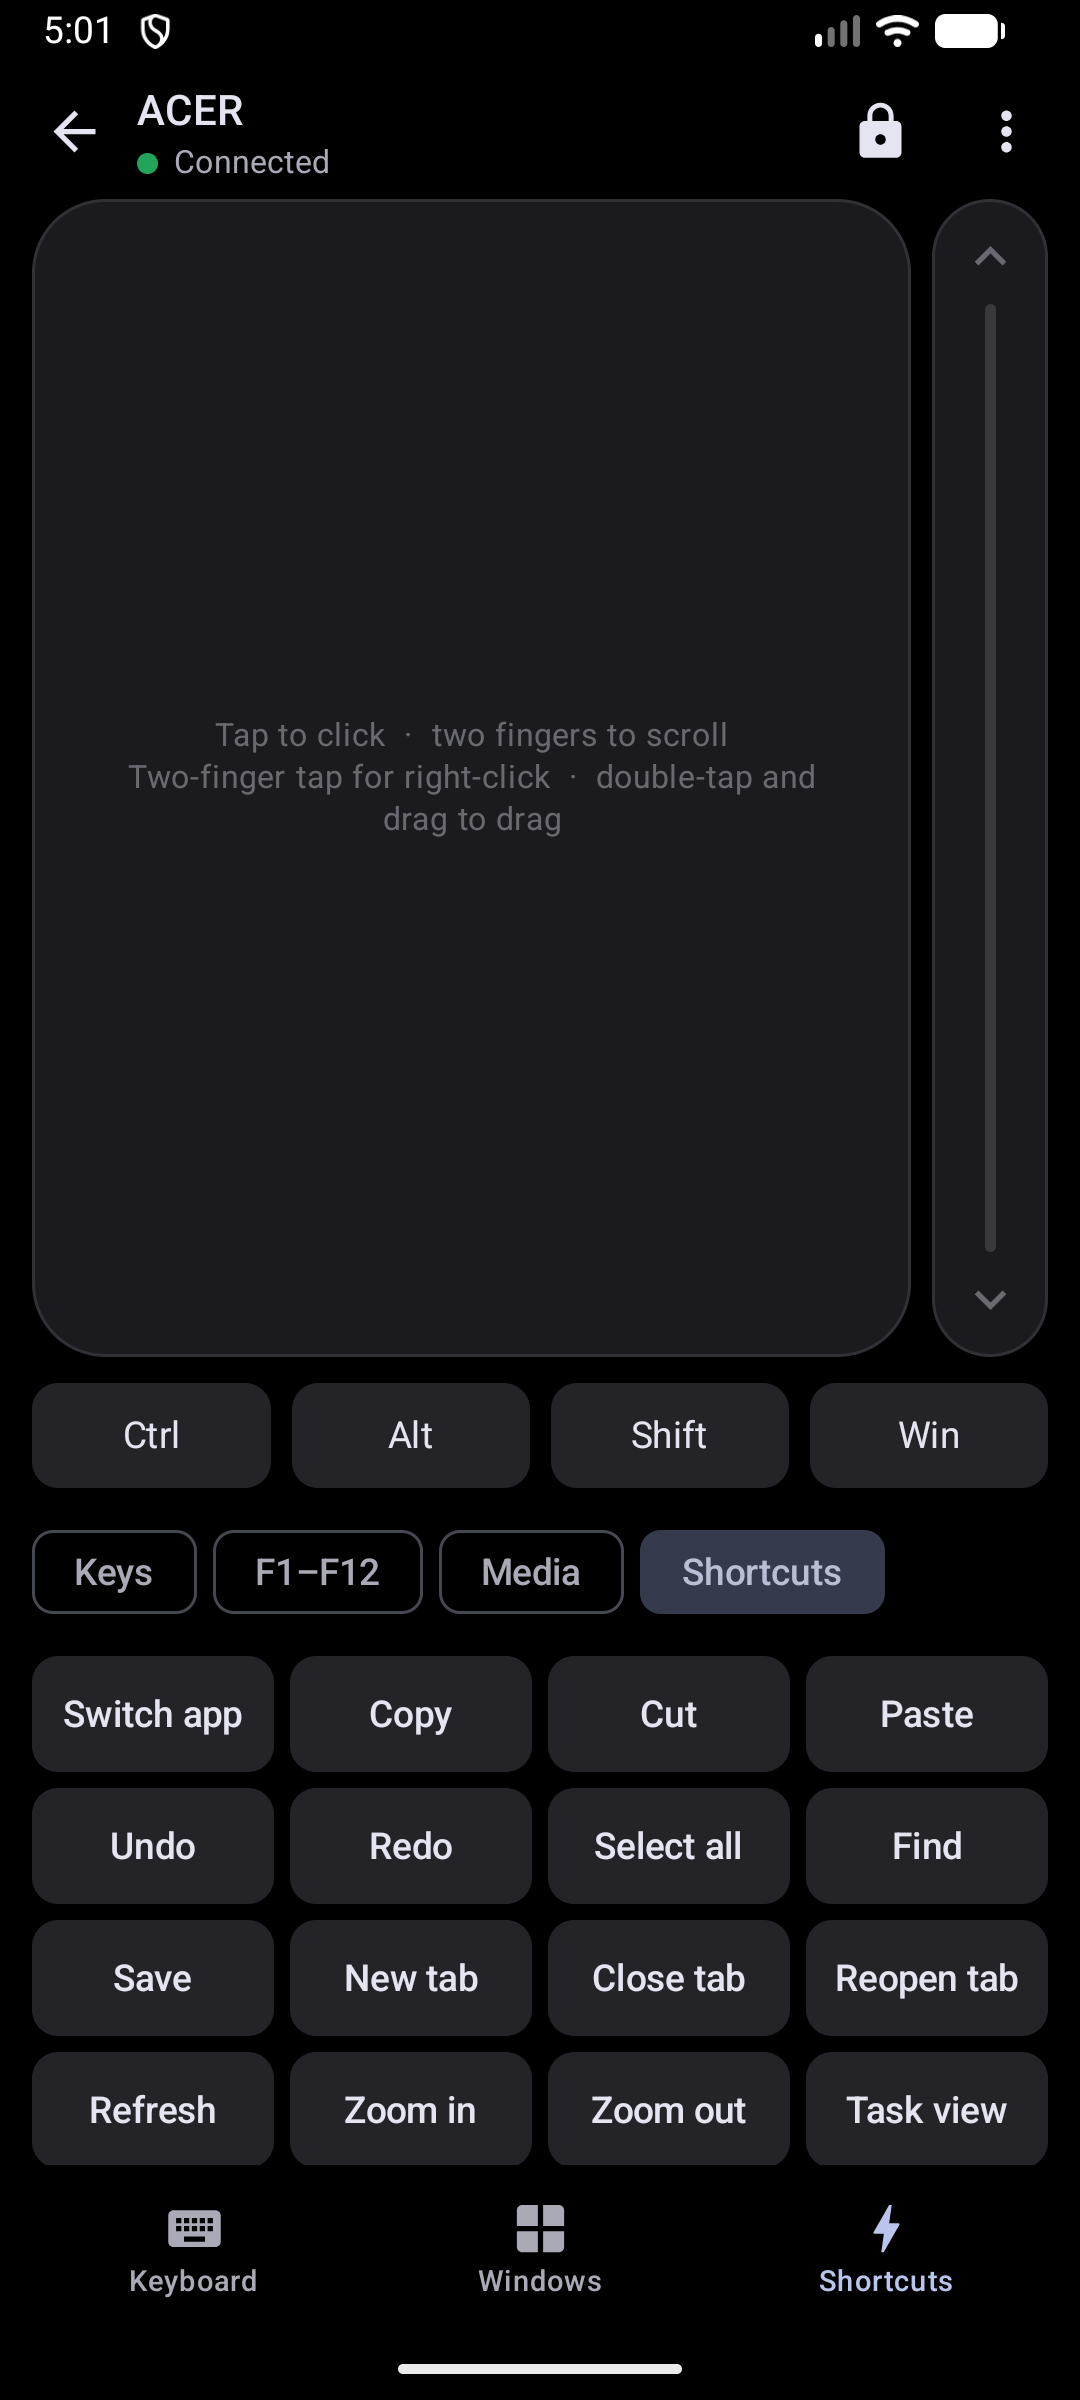 5:01
ACER
Connected
Tap to click · two fingers to scroll
Two-finger tap for right-click · double-tap and
drag to drag
Ctrl Alt Shift Win
Keys F1–F12 Media Shortcuts
Switch app Copy Cut Paste
Undo Redo Select all Find
Save New tab Close tab Reopen tab
Refresh Zoom in Zoom out Task view
Keyboard Windows Shortcuts